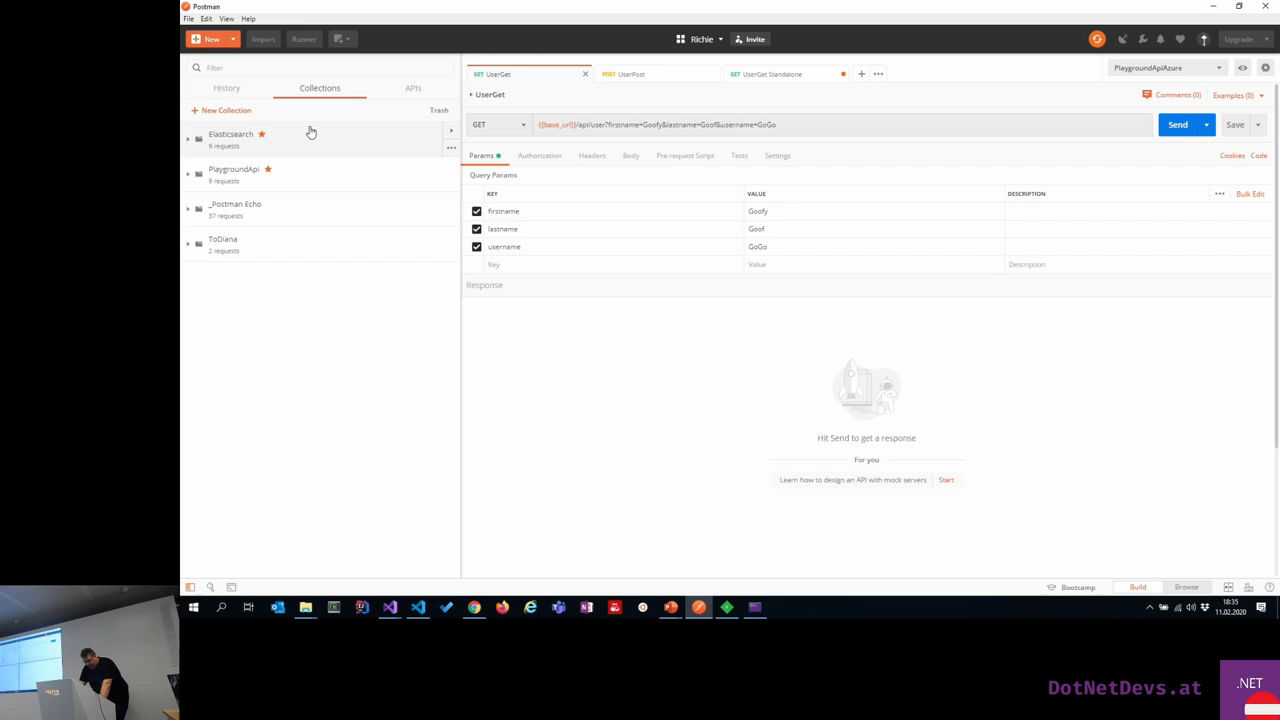 Postman
File Edit View Help
New Import Runner Richie Invite Upgrade
Filter
History Collections APIs
+ New Collection Trash
Elasticsearch
9 requests
PlaygroundApi
9 requests
_Postman Echo
37 requests
ToDiana
2 requests
GET UserGet POST UserPost GET UserGet Standalone
PlaygroundApiAzure
UserGet
Comments (0) Examples (0)
GET {{base_url}}/api/user?firstname=Goofy&lastname=Goof&username=GoGo Send Save
Params Authorization Headers Body Pre-request Script Tests Settings Cookies Code
Query Params
KEY VALUE DESCRIPTION Bulk Edit
firstname Goofy
lastname Goof
username GoGo
Key Value Description
Response
Hit Send to get a response
For you
Learn how to design an API with mock servers Start
Bootcamp Build Browse
18:35
11.02.2020
DotNetDevs.at
.NET